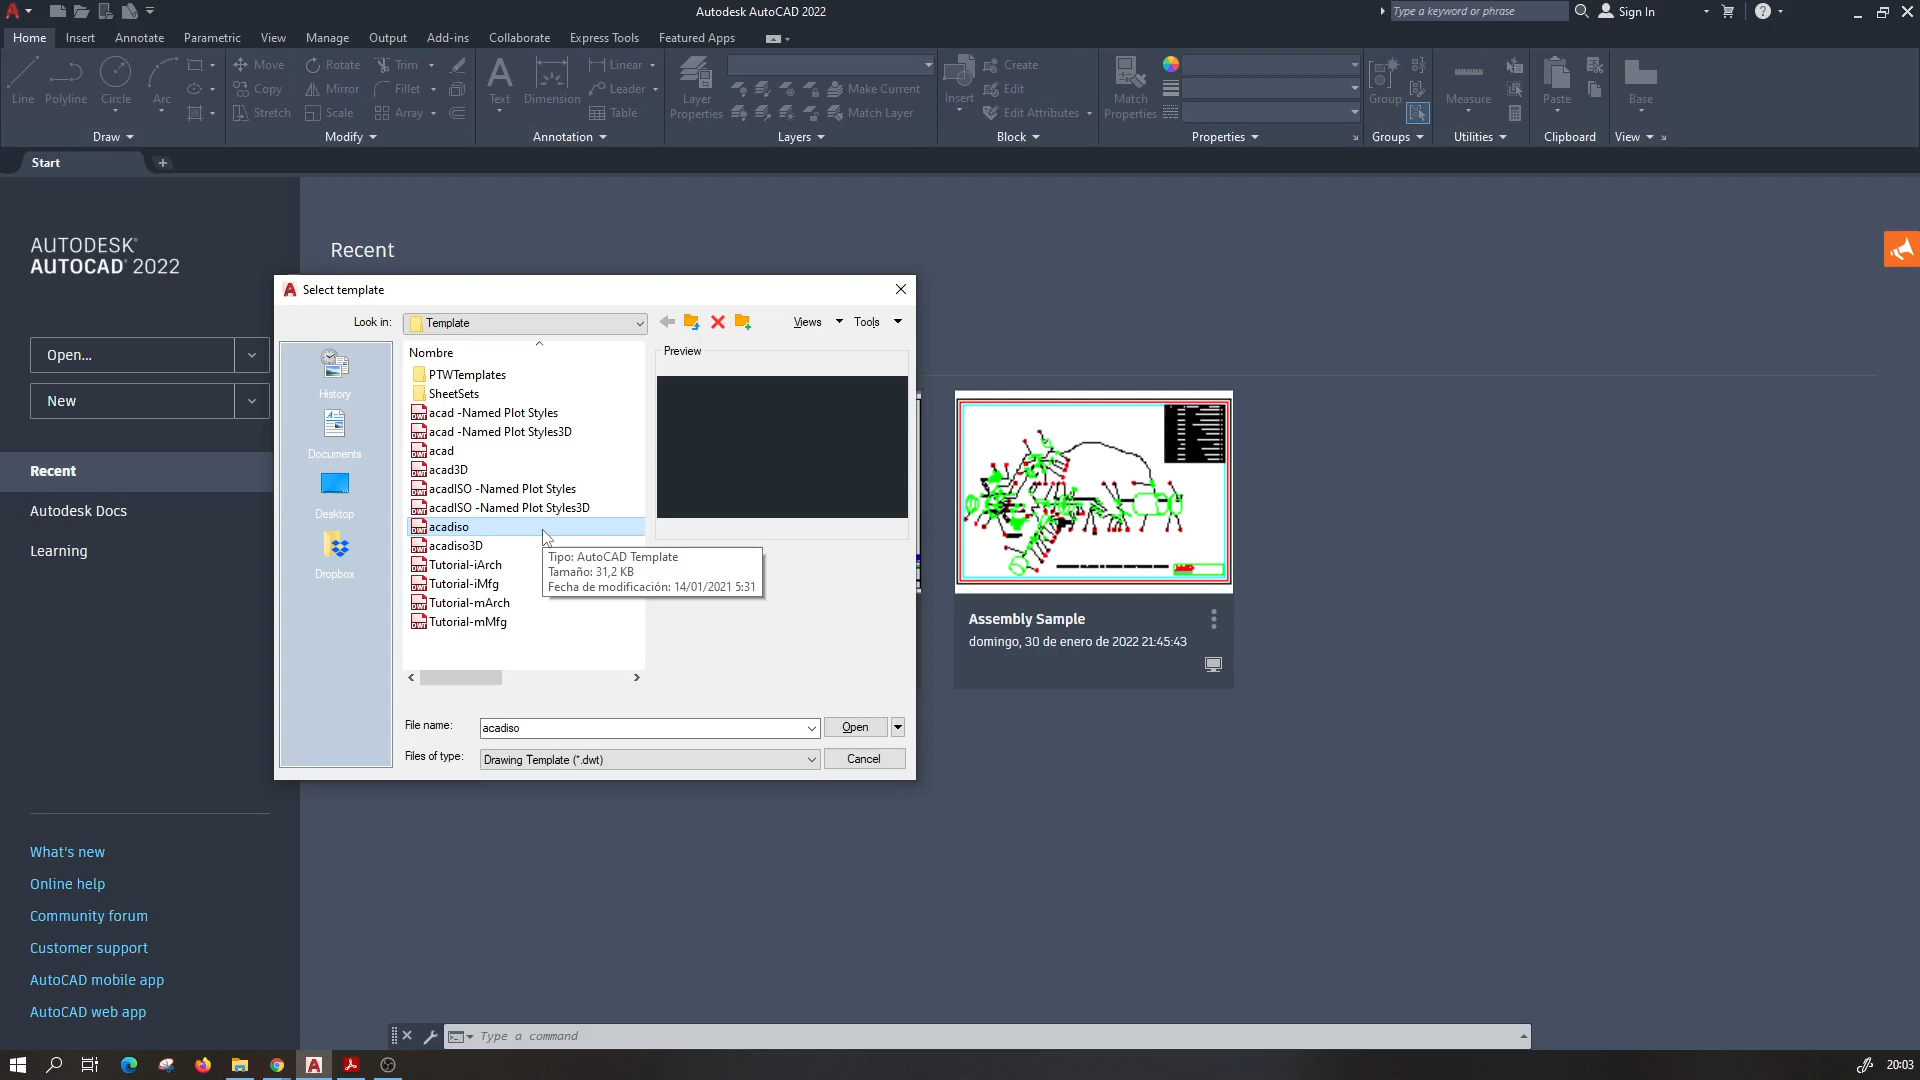 Autodesk AutoCAD 2022
Type a keyword or phrase
Sign In
Home
Insert
Annotate
Parametric
View
Manage
Output
Add-ins
Collaborate
Express Tools
Featured Apps
Line
Polyline
Circle
Arc
Draw
Move
Copy
Stretch
Rotate
Mirror
Scale
Trim
Fillet
Array
Modify
Text
Dimension
Linear
Leader
Table
Annotation
Layer
Properties
Make Current
Match Layer
Layers
Insert
Create
Edit
Edit Attributes
Block
Match
Properties
Properties
Group
Groups
Measure
Utilities
Paste
Clipboard
Base
View
Start
AUTODESK®
AUTOCAD® 2022
Open...
New
Recent
Autodesk Docs
Learning
What's new
Online help
Community forum
Customer support
AutoCAD mobile app
AutoCAD web app
Recent
Select template
Look in:
Template
Views
Tools
History
Documents
Desktop
Dropbox
Nombre
PTWTemplates
SheetSets
acad -Named Plot Styles
acad -Named Plot Styles3D
acad
acad3D
acadISO -Named Plot Styles
acadISO -Named Plot Styles3D
acadiso
acadiso3D
Tutorial-iArch
Tutorial-iMfg
Tutorial-mArch
Tutorial-mMfg
Preview
Tipo: AutoCAD Template
Tamaño: 31,2 KB
Fecha de modificación: 14/01/2021 5:31
File name:
acadiso
Open
Files of type:
Drawing Template (*.dwt)
Cancel
Assembly Sample
domingo, 30 de enero de 2022 21:45:43
Type a command
20:03